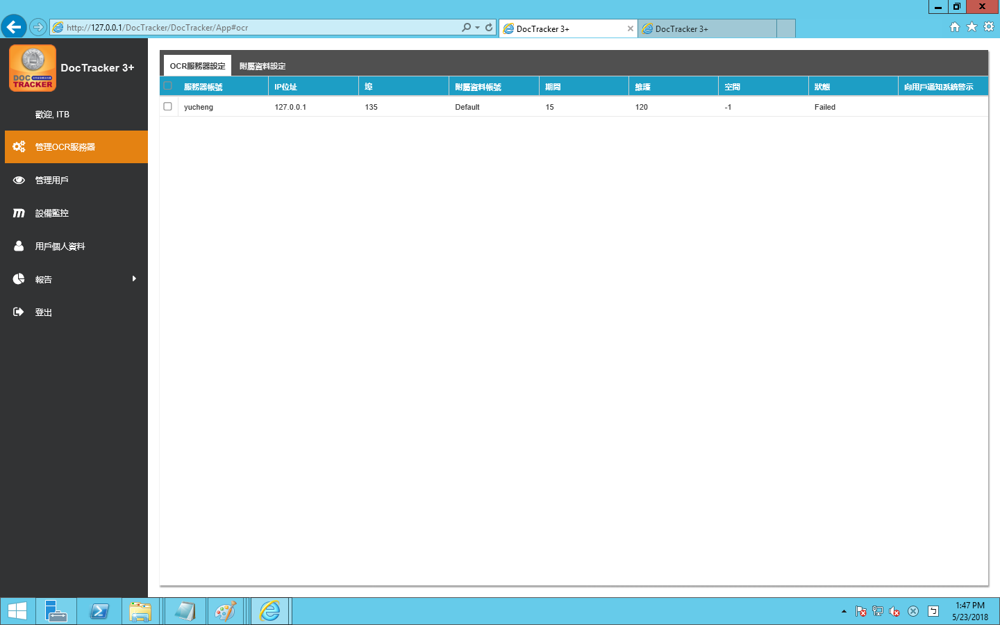 http://127.0.0.1/DocTracker/DocTracker/App#ocr
DocTracker 3+
DocTracker 3+
DOC
TRACKER
DocTracker 3+
歡迎, ITB
管理OCR服務器
管理用戶
設備監控
用戶個人資料
報告
登出
OCR服務器設定 附屬資料設定
服務器帳號 IP位址 埠 附屬資料帳號 期間 維護 空間 狀態 向用戶通知系統警示
yucheng 127.0.0.1 135 Default 15 120 -1 Failed
1:47 PM
5/23/2018